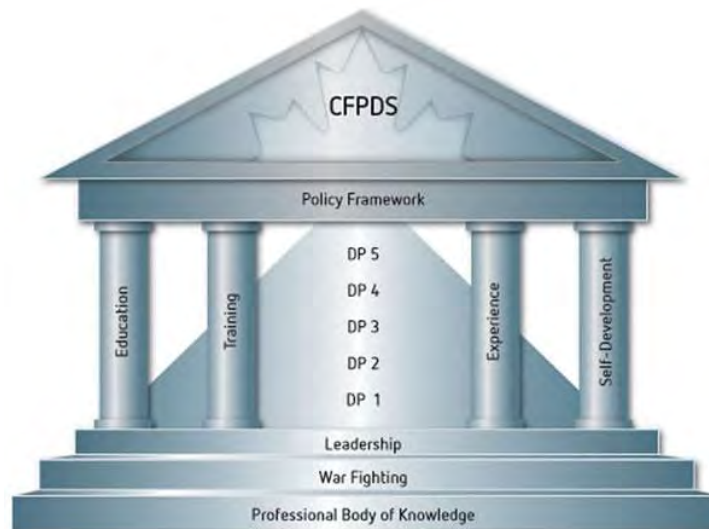 CFPDS
Policy Framework
Education
Training
DP 5
DP 4
DP 3
DP 2
DP 1
Experience
Self-Development
Leadership
War Fighting
Professional Body of Knowledge